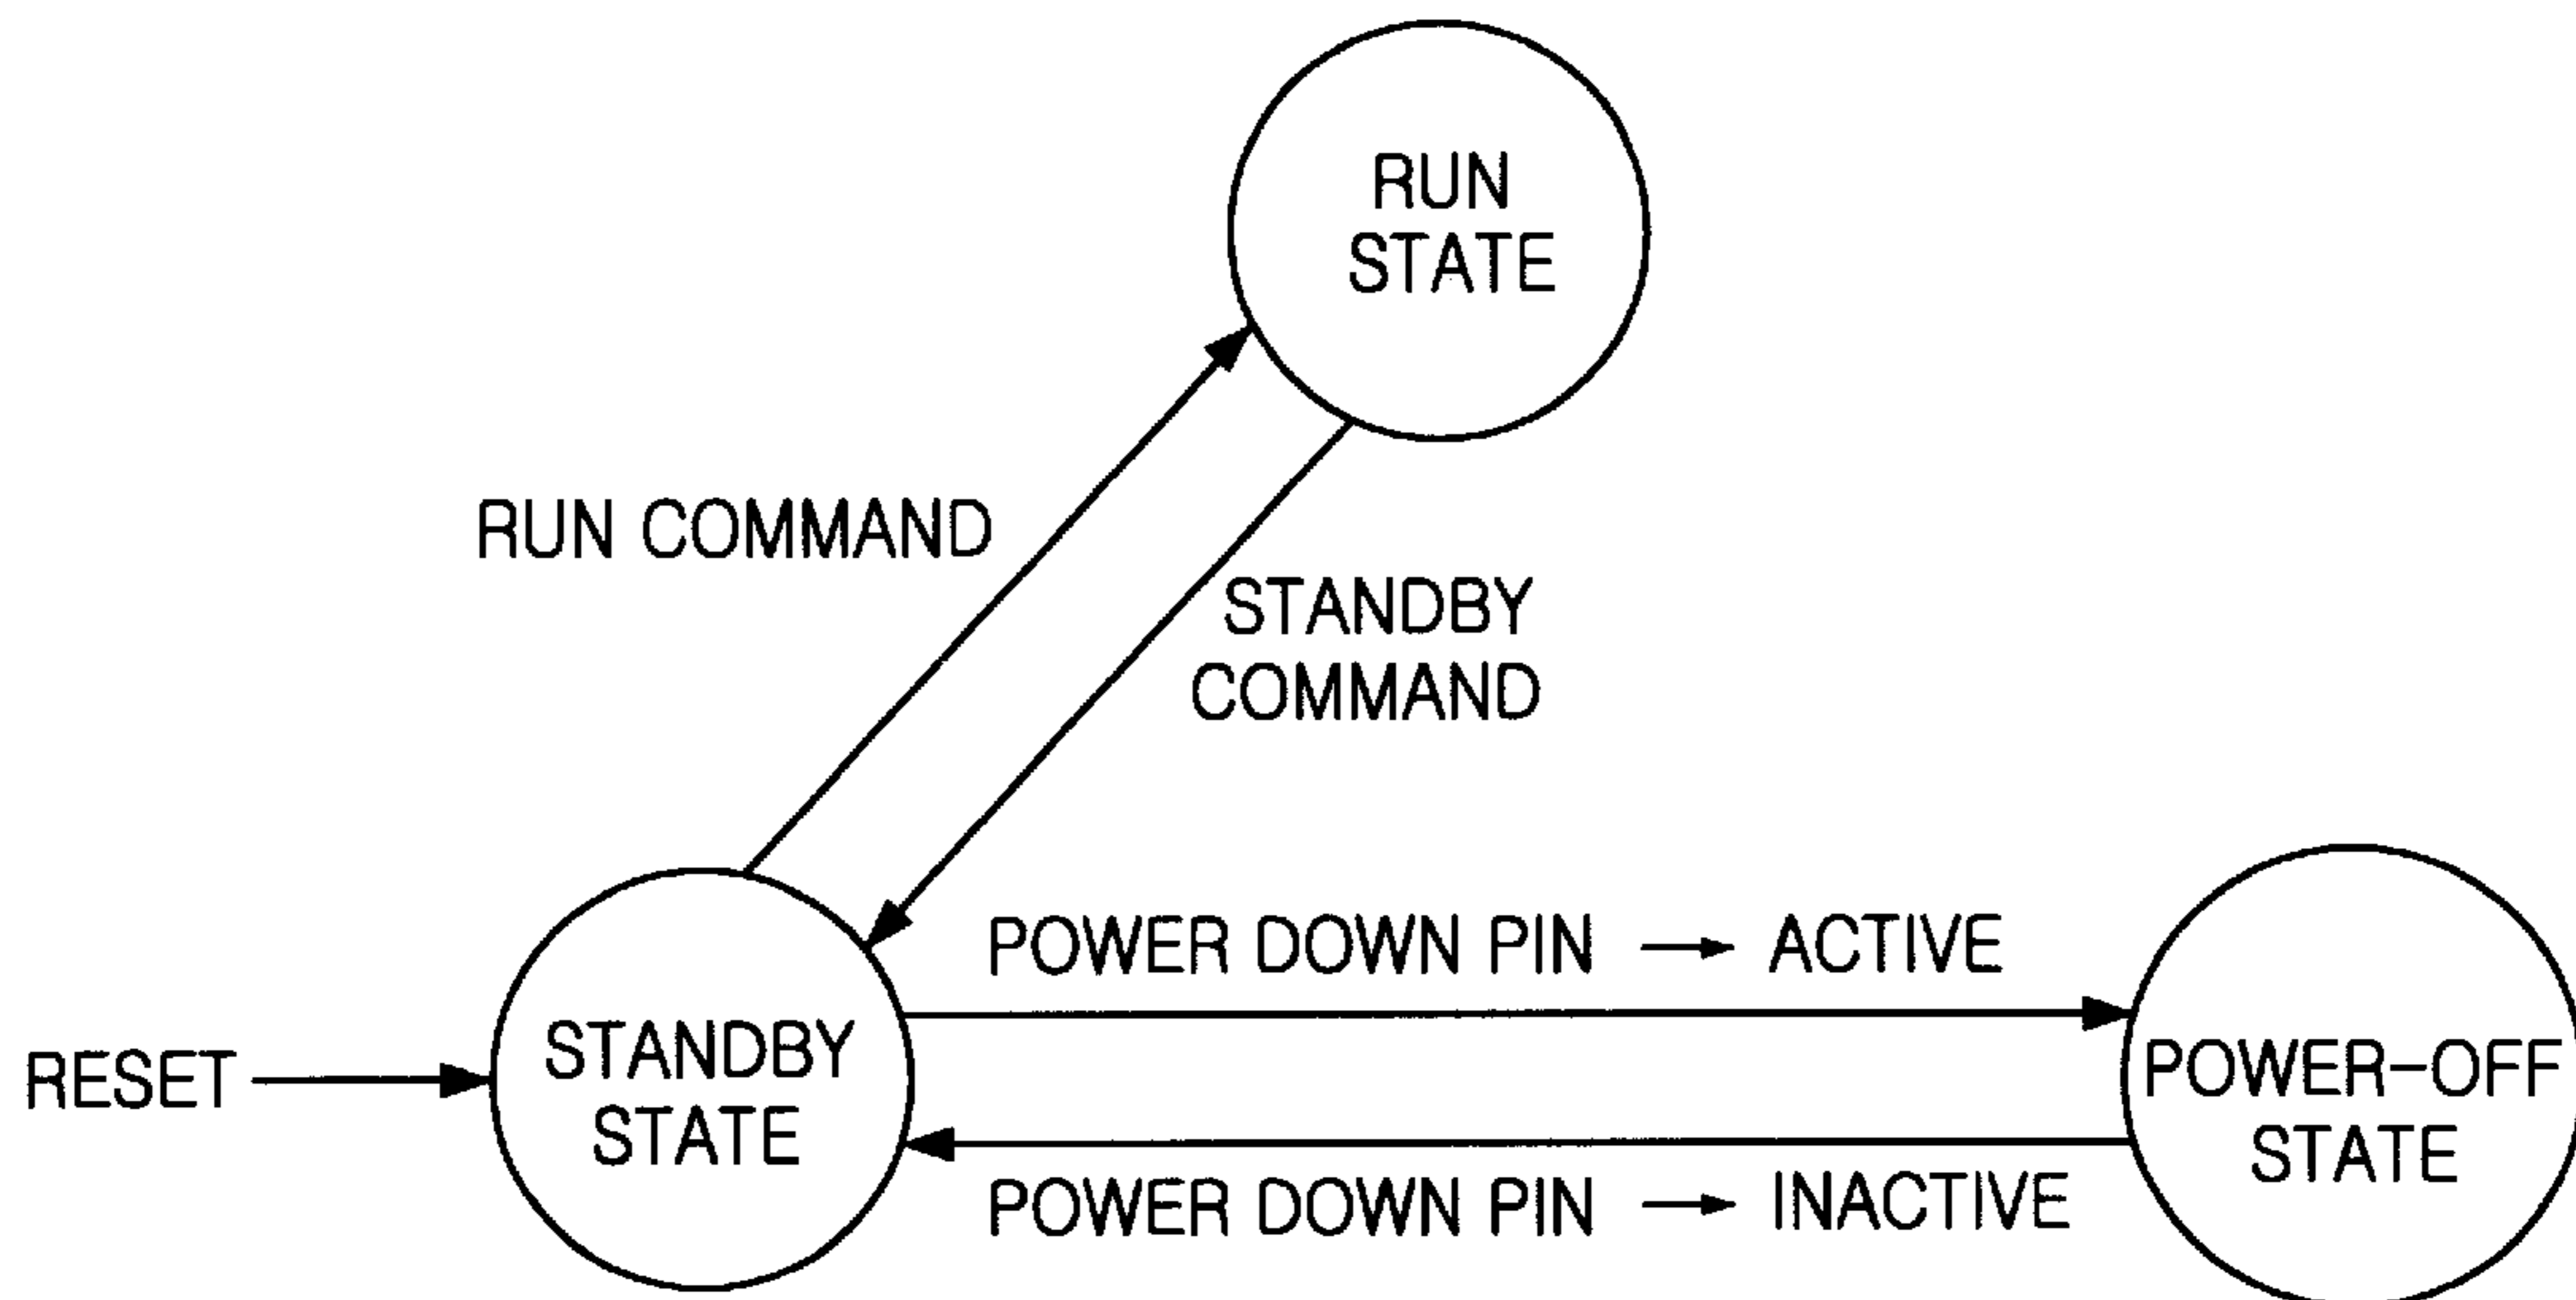 RUN
STATE
RUN COMMAND
STANDBY
COMMAND
POWER DOWN PIN → ACTIVE
RESET
STANDBY
STATE
POWER-OFF
STATE
POWER DOWN PIN → INACTIVE